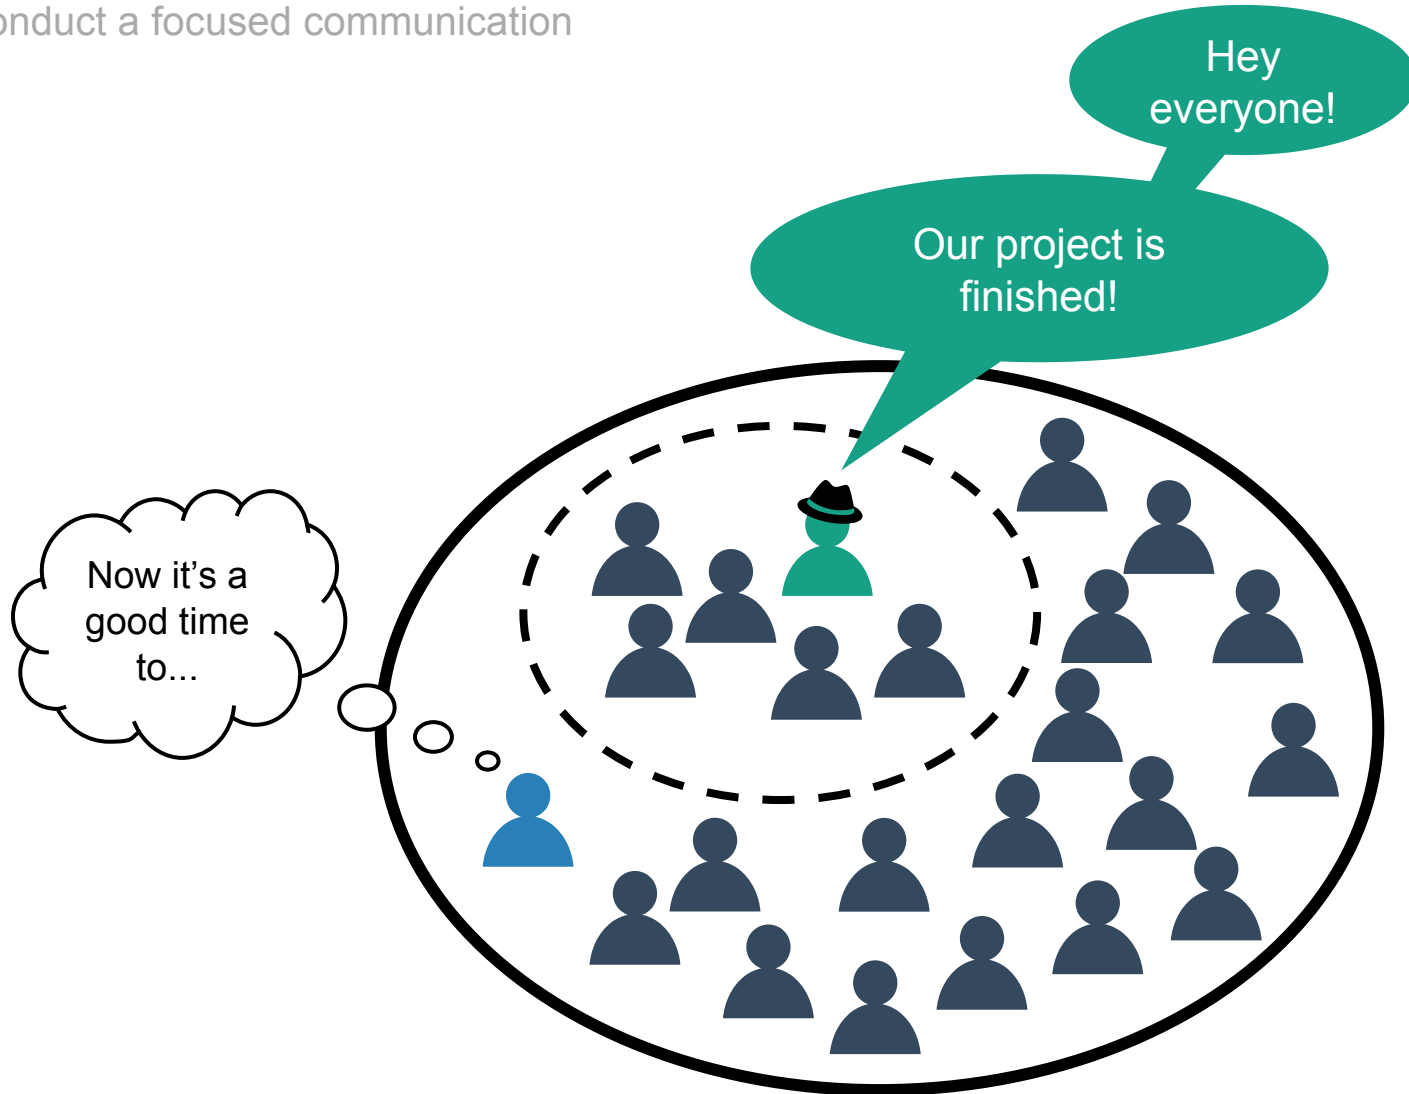 onduct a focused communication
Hey
everyone!
Our project is
finished!
Now it’s a
good time
to...